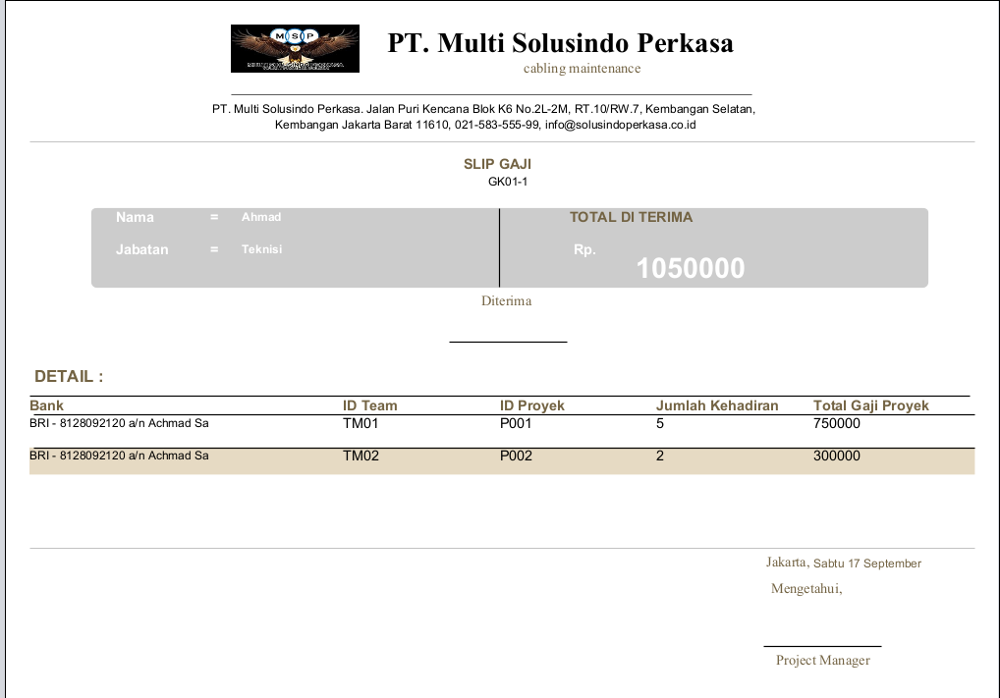 MSP
PT. Multi Solusindo Perkasa
cabling maintenance
PT. Multi Solusindo Perkasa. Jalan Puri Kencana Blok K6 No.2L-2M, RT.10/RW.7, Kembangan Selatan,
Kembangan Jakarta Barat 11610, 021-583-555-99, info@solusindoperkasa.co.id
SLIP GAJI
GK01-1
Nama = Ahmad
TOTAL DI TERIMA
Jabatan = Teknisi
Rp.
1050000
Diterima
DETAIL :
Bank ID Team ID Proyek Jumlah Kehadiran Total Gaji Proyek
BRI - 8128092120 a/n Achmad Sa TM01 P001 5 750000
BRI - 8128092120 a/n Achmad Sa TM02 P002 2 300000
Jakarta, Sabtu 17 September
Mengetahui,
Project Manager